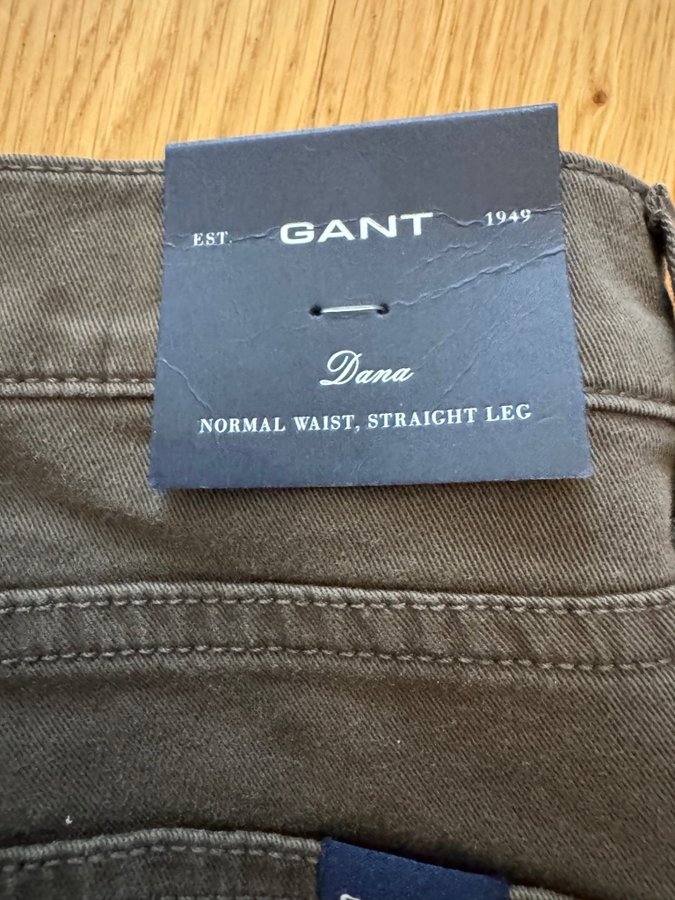 EST. GANT 1949
Dana
NORMAL WAIST, STRAIGHT LEG